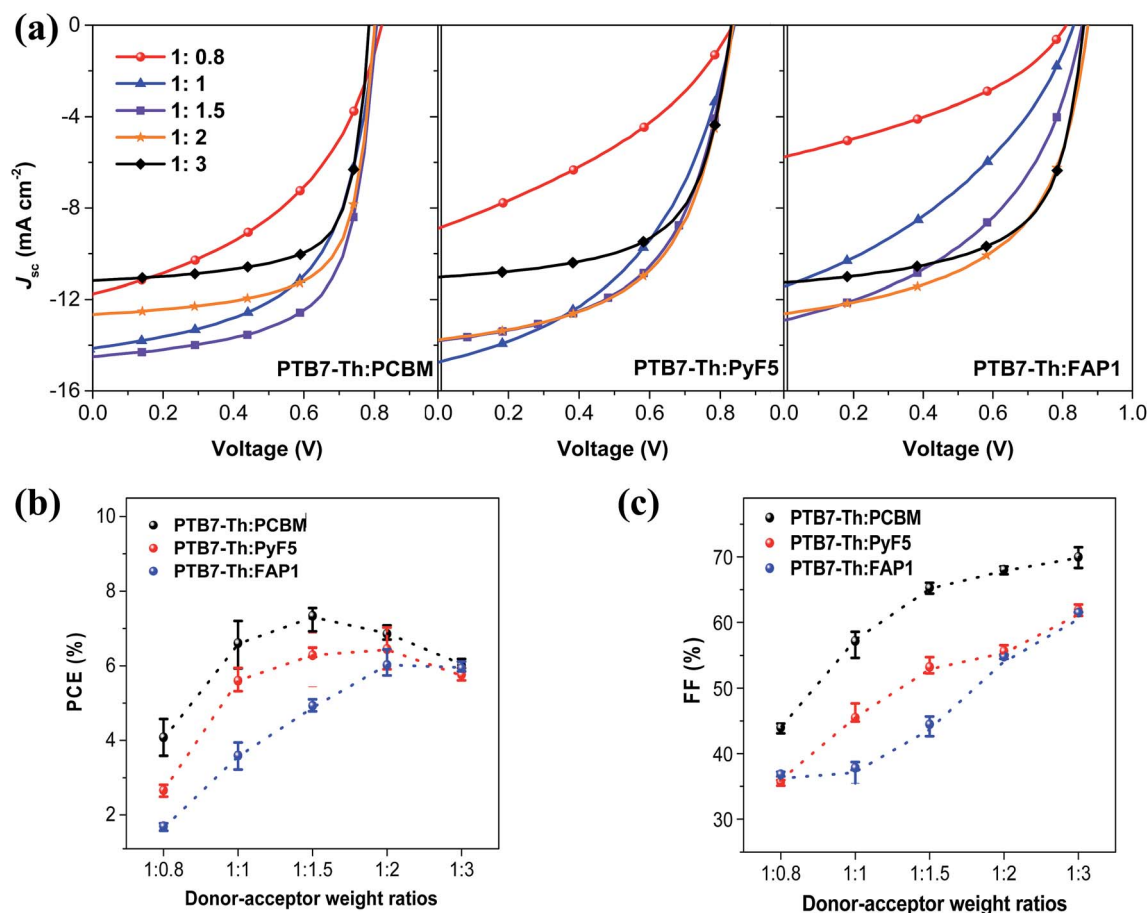 (a)
0
-4
-8
-12
-16
J_sc (mA cm⁻²)
1: 0.8
1: 1
1: 1.5
1: 2
1: 3
PTB7-Th:PCBM
PTB7-Th:PyF5
PTB7-Th:FAP1
0.0 0.2 0.4 0.6 0.8 0.0 0.2 0.4 0.6 0.8 0.0 0.2 0.4 0.6 0.8 1.0
Voltage (V) Voltage (V) Voltage (V)
(b)
PTB7-Th:PCBM
PTB7-Th:PyF5
PTB7-Th:FAP1
10
8
6
4
2
PCE (%)
1:0.8 1:1 1:1.5 1:2 1:3
Donor-acceptor weight ratios
(c)
PTB7-Th:PCBM
PTB7-Th:PyF5
PTB7-Th:FAP1
70
60
50
40
30
FF (%)
1:0.8 1:1 1:1.5 1:2 1:3
Donor-acceptor weight ratios